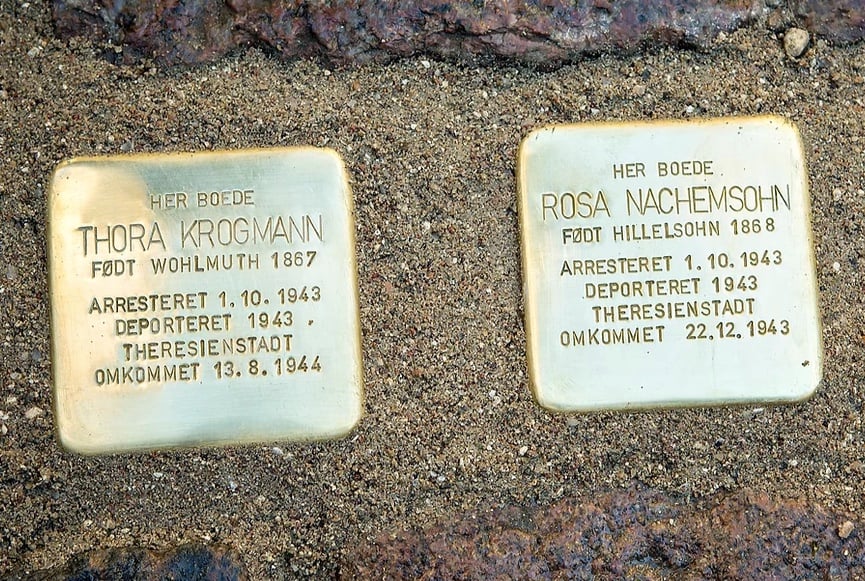 HER BOEDE
THORA KROGMANN
FØDT WOHLMUTH 1867
ARRESTERET 1.10.1943
DEPORTERET 1943
THERESIENSTADT
OMKOMMET 13.8.1944
HER BOEDE
ROSA NACHEMSOHN
FØDT HILLELSOHN 1868
ARRESTERET 1.10.1943
DEPORTERET 1943
THERESIENSTADT
OMKOMMET 22.12.1943